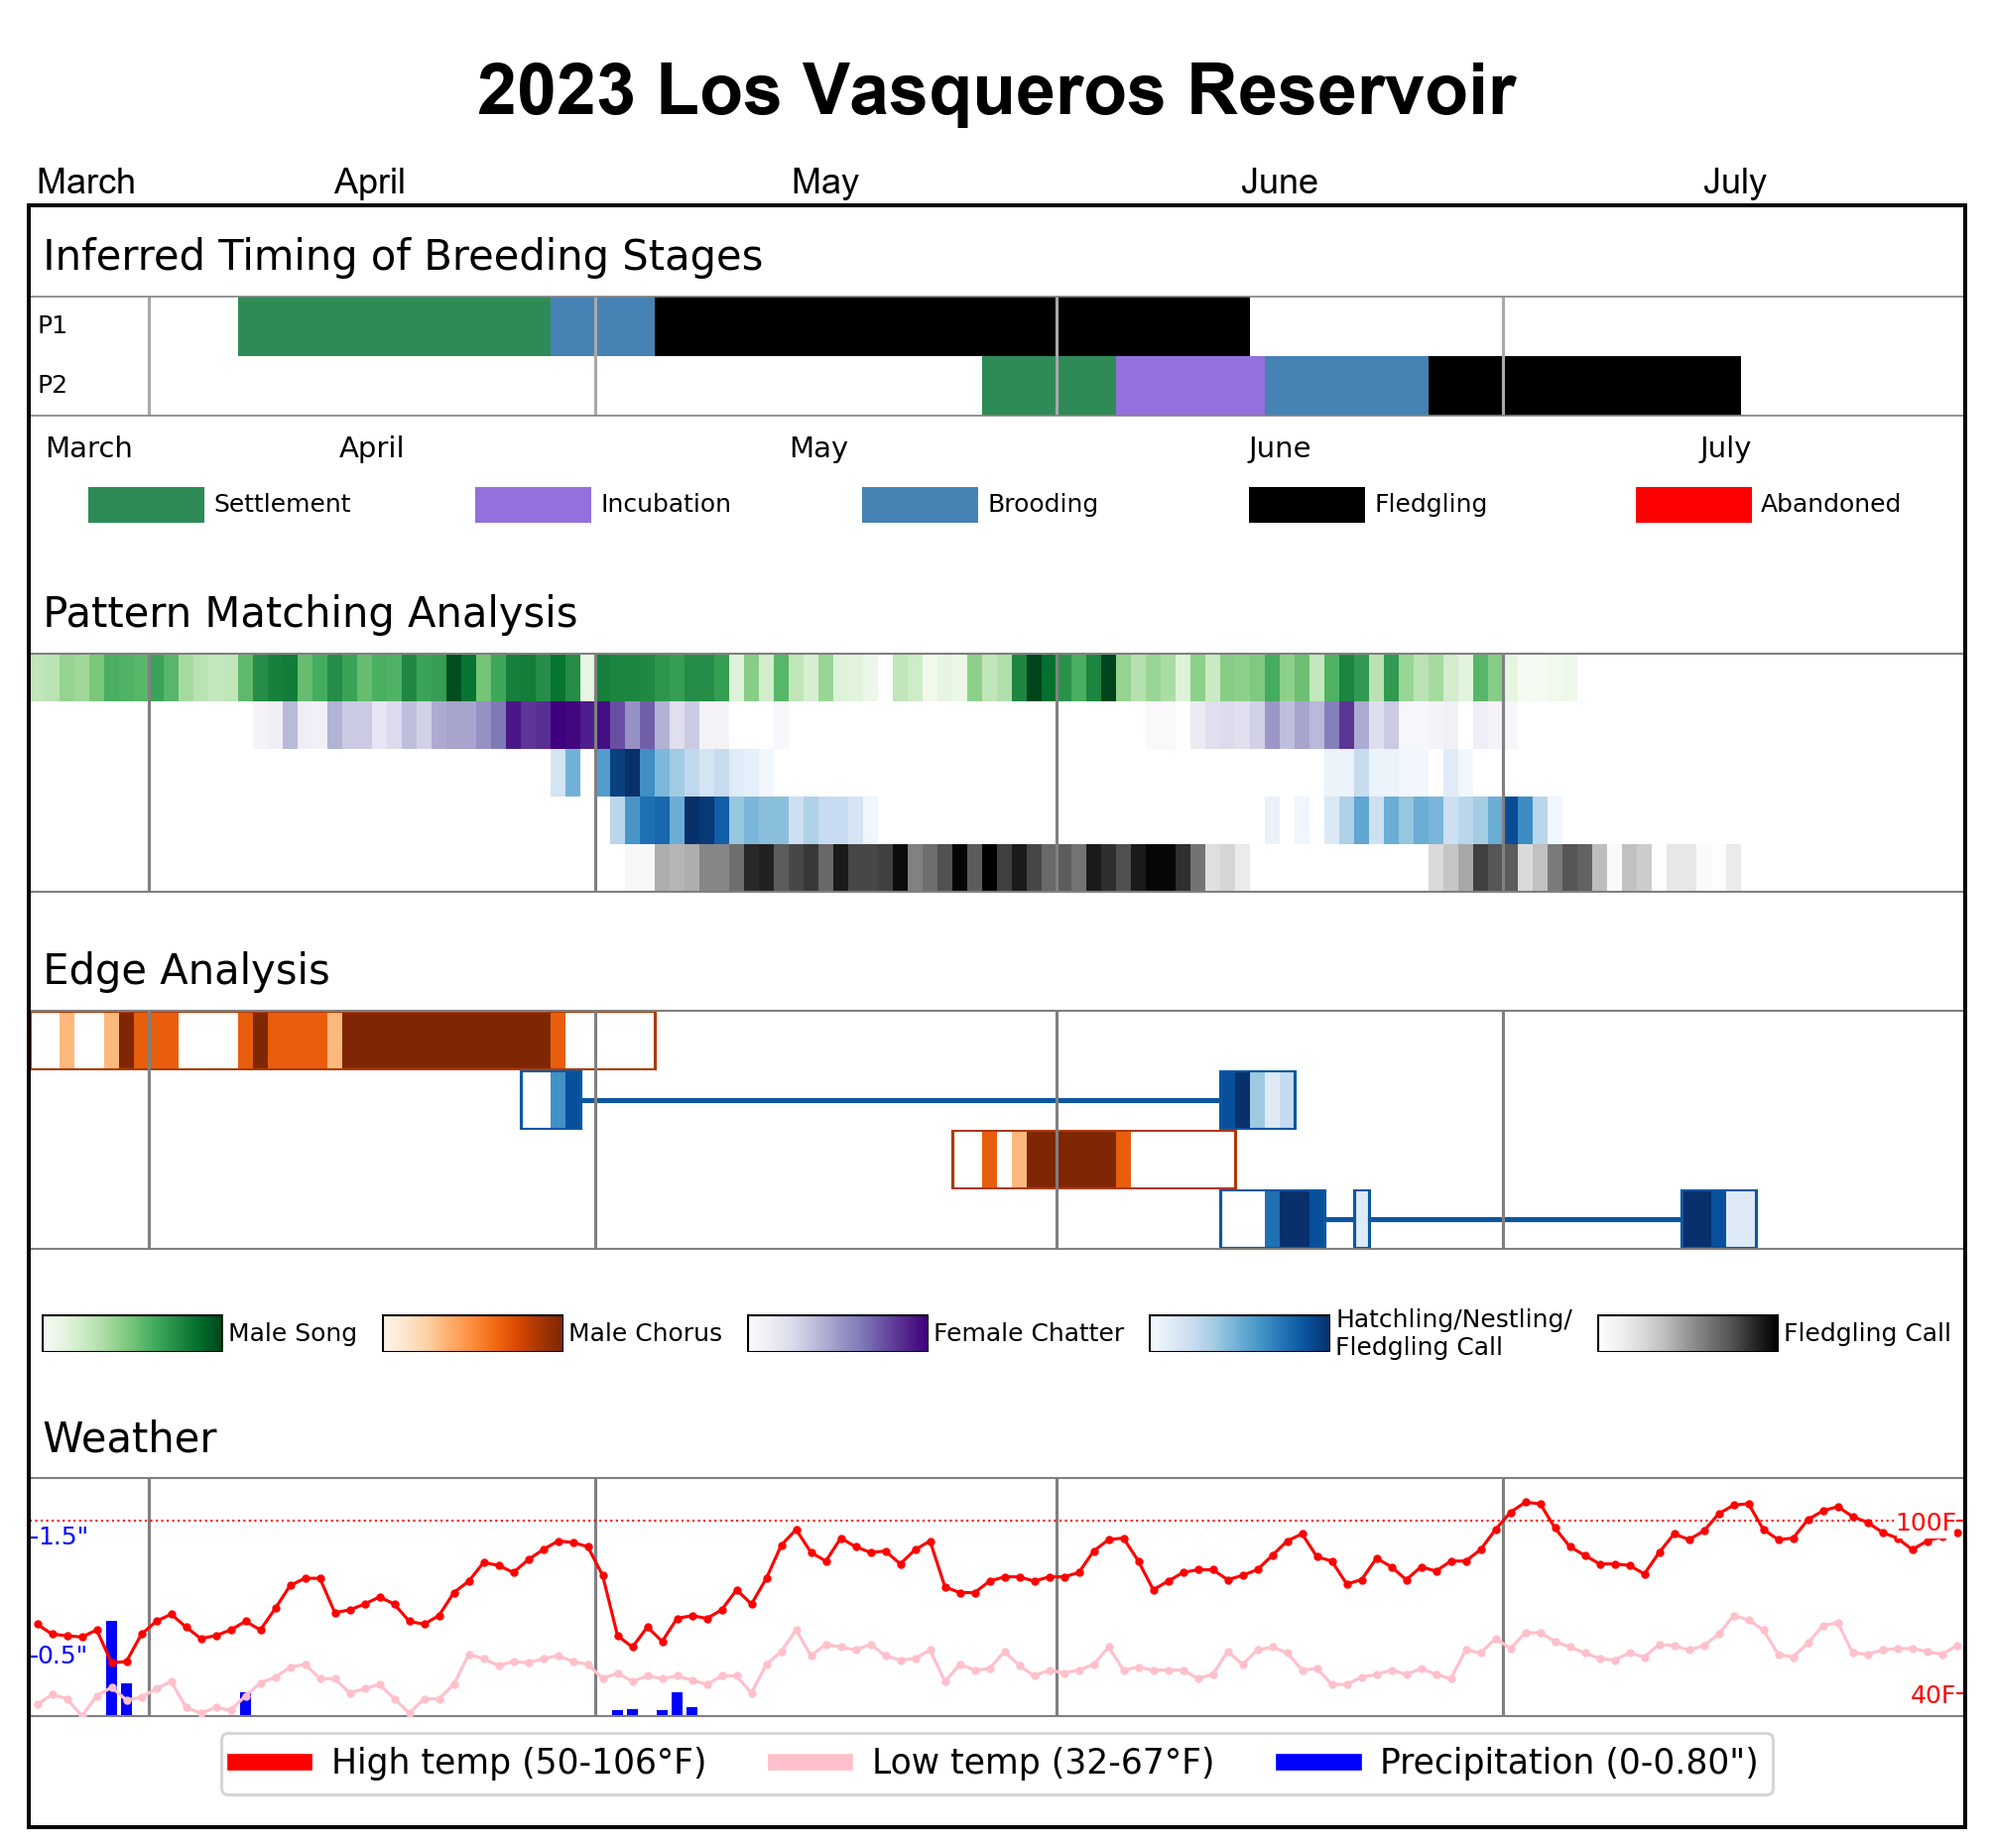 2023 Los Vasqueros Reservoir
March April May June July
Inferred Timing of Breeding Stages
P1
P2
March April May June July
Settlement Incubation Brooding Fledgling Abandoned
Pattern Matching Analysis
Edge Analysis
Male Song Male Chorus Female Chatter Hatchling/Nestling/
Fledgling Call Fledgling Call
Weather
1.5" 100F
0.5" 40F
High temp (50-106°F) Low temp (32-67°F) Precipitation (0-0.80")